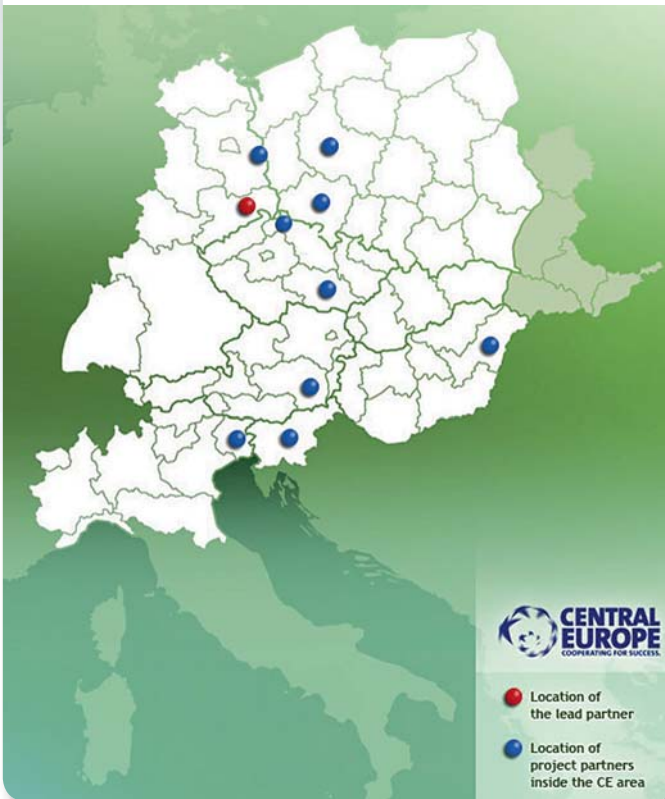 CENTRAL
EUROPE
COOPERATING FOR SUCCESS.
Location of
the lead partner
Location of
project partners
inside the CE area